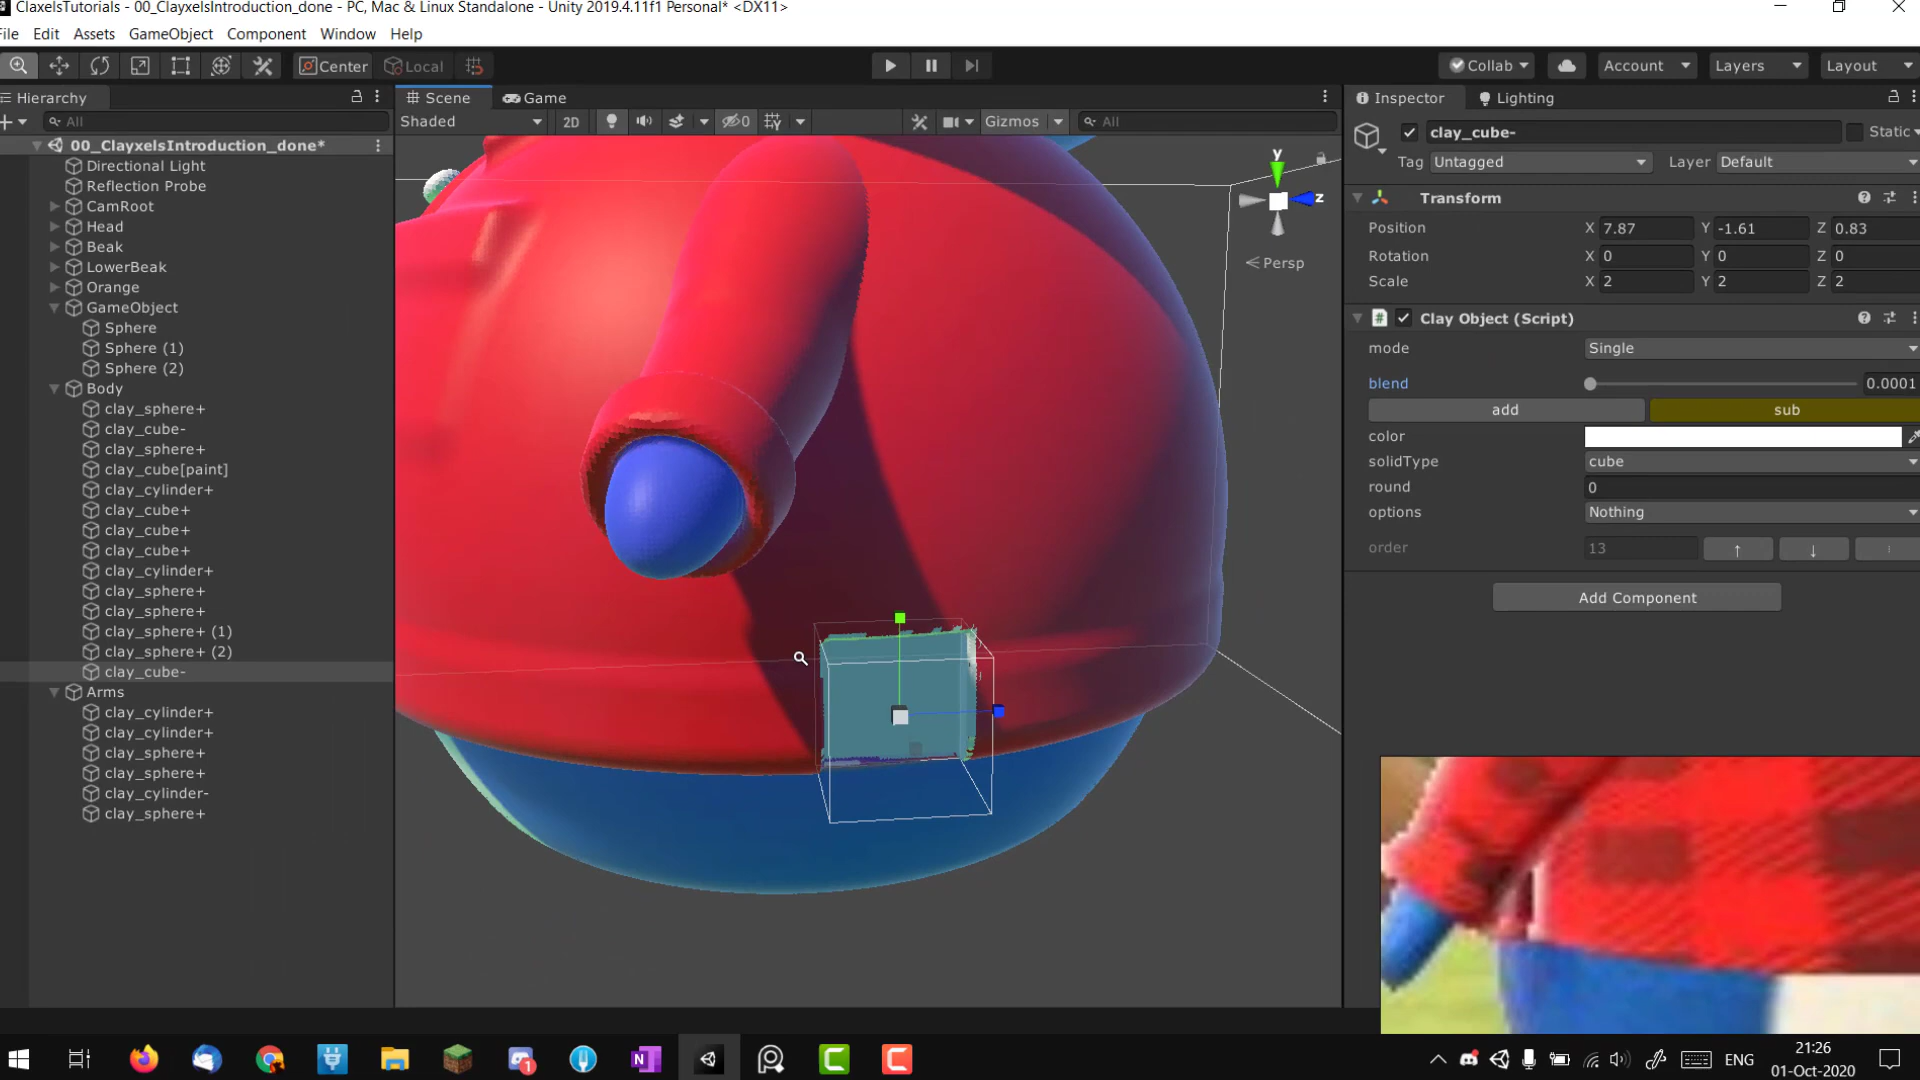 ClaxelsTutorials - 00_ClayxelsIntroduction_done - PC, Mac & Linux Standalone - Unity 2019.4.11f1 Personal* <DX11>
File Edit Assets GameObject Component Window Help
Center Local
Collab Account Layers Layout
Hierarchy
All
00_ClayxelsIntroduction_done*
Directional Light
Reflection Probe
CamRoot
Head
Beak
LowerBeak
Orange
GameObject
Sphere
Sphere (1)
Sphere (2)
Body
clay_sphere+
clay_cube-
clay_sphere+
clay_cube[paint]
clay_cylinder+
clay_cube+
clay_cube+
clay_cube+
clay_cylinder+
clay_sphere+
clay_sphere+
clay_sphere+ (1)
clay_sphere+ (2)
clay_cube-
Arms
clay_cylinder+
clay_cylinder+
clay_sphere+
clay_sphere+
clay_cylinder-
clay_sphere+
Scene Game
Shaded 2D 0 Gizmos All
y
z
Persp
Inspector Lighting
clay_cube- Static
Tag Untagged Layer Default
Transform
Position X 7.87 Y -1.61 Z 0.83
Rotation X 0 Y 0 Z 0
Scale X 2 Y 2 Z 2
Clay Object (Script)
mode Single
blend 0.0001
add sub
color
solidType cube
round 0
options Nothing
order 13 ↑ ↓
Add Component
ENG
21:26
01-Oct-2020